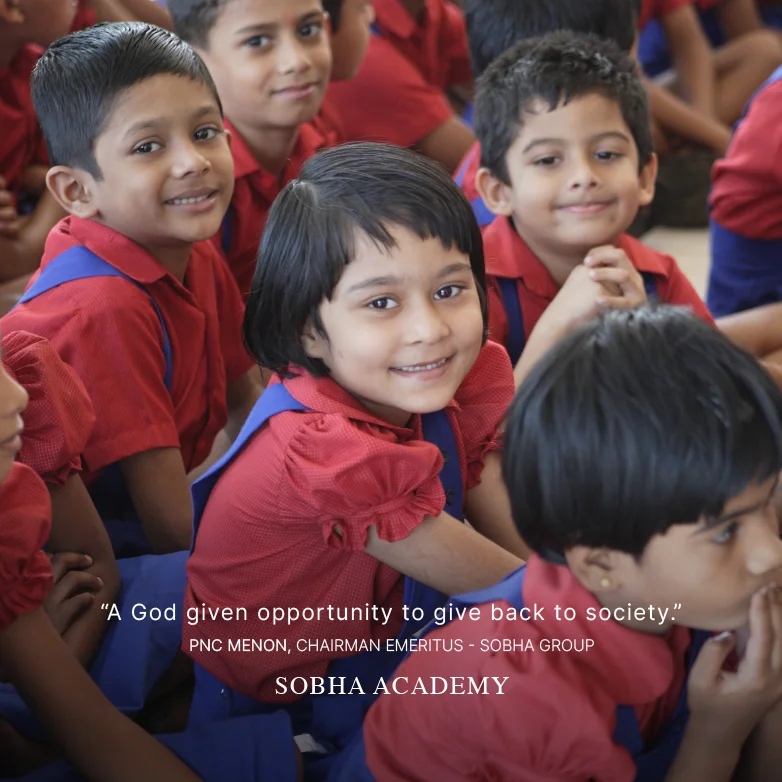 “A God given opportunity to give back to society.”
PNC MENON, CHAIRMAN EMERITUS - SOBHA GROUP
SOBHA ACADEMY